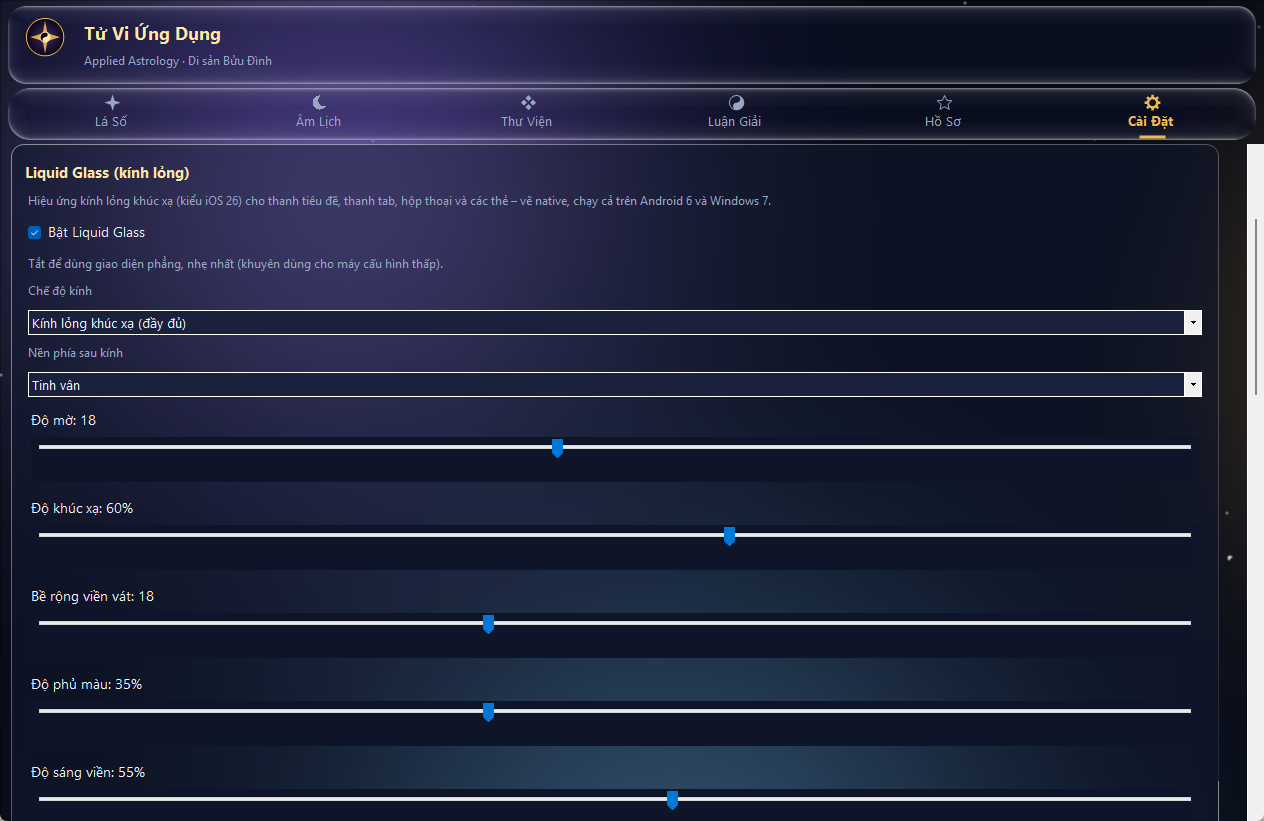 Tử Vi Ứng Dụng
Applied Astrology · Di sản Bửu Đình
Lá Số
Âm Lịch
Thư Viện
Luận Giải
Hồ Sơ
Cài Đặt
Liquid Glass (kính lỏng)
Hiệu ứng kính lỏng khúc xạ (kiểu iOS 26) cho thanh tiêu đề, thanh tab, hộp thoại và các thẻ – vẽ native, chạy cả trên Android 6 và Windows 7.
Bật Liquid Glass
Tắt để dùng giao diện phẳng, nhẹ nhất (khuyên dùng cho máy cấu hình thấp).
Chế độ kính
Kính lỏng khúc xạ (đầy đủ)
Nền phía sau kính
Tinh vân
Độ mờ: 18
Độ khúc xạ: 60%
Bề rộng viền vát: 18
Độ phủ màu: 35%
Độ sáng viền: 55%